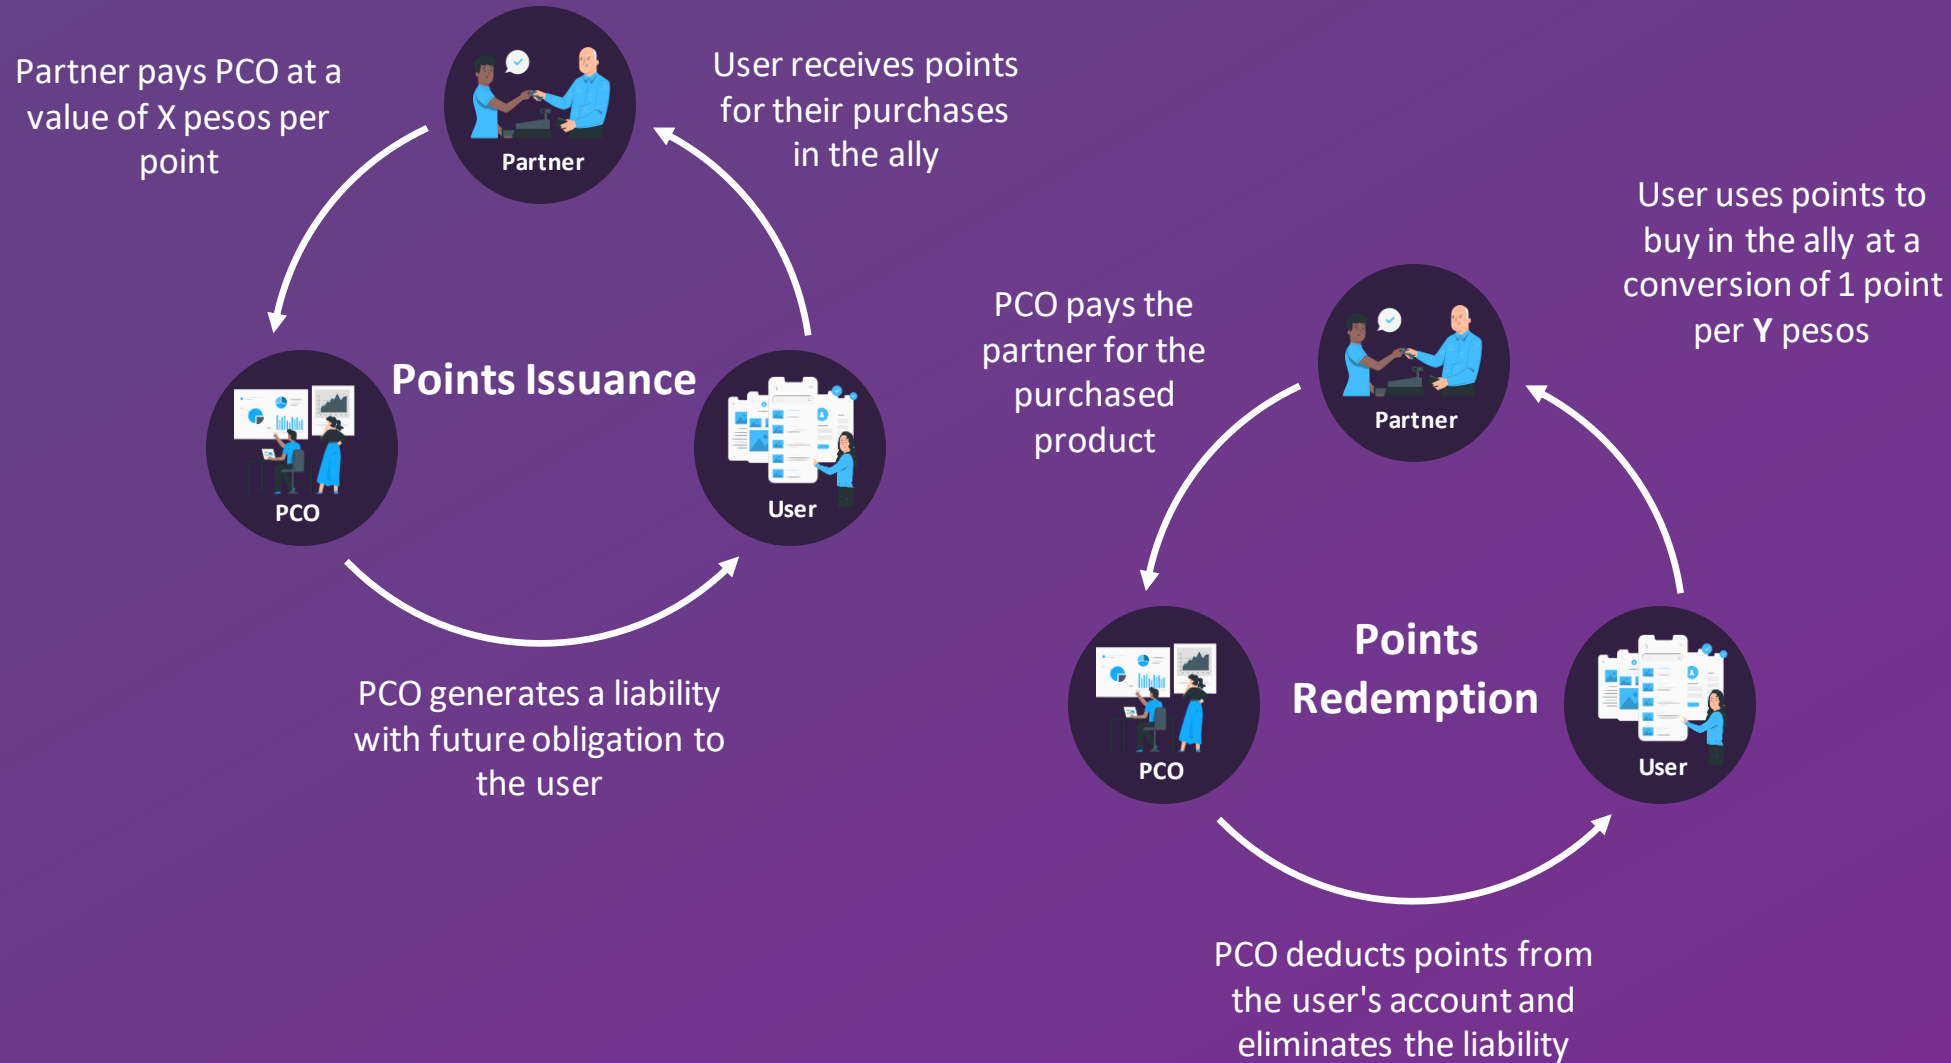 Partner pays PCO at a
value of X pesos per
point
Partner
User receives points
for their purchases
in the ally
Points Issuance
PCO
User
PCO generates a liability
with future obligation to
the user
User uses points to
buy in the ally at a
conversion of 1 point
per Y pesos
PCO pays the
partner for the
purchased
product
Partner
Points
Redemption
PCO
User
PCO deducts points from
the user's account and
eliminates the liability